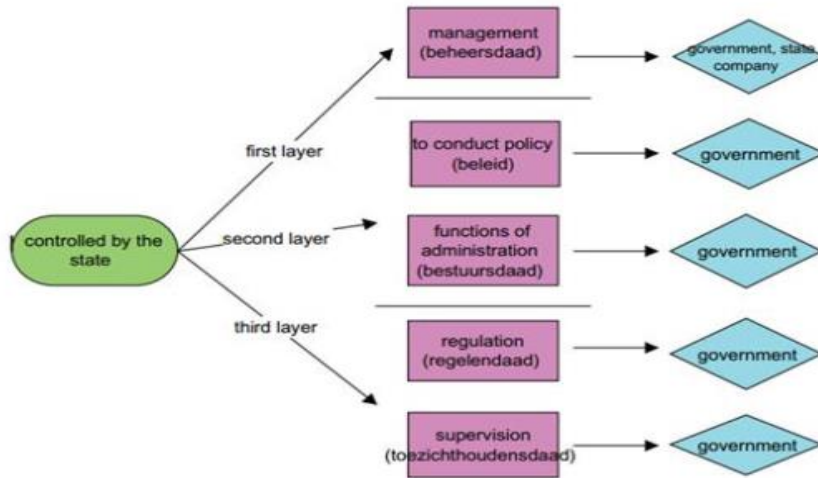 management
(beheersdaad)
government, state
company
first layer
to conduct policy
(beleid)
government
controlled by the
state
second layer
functions of
administration
(bestuursdaad)
government
third layer
regulation
(regelendaad)
government
supervision
(toezichthoudensdaad)
government